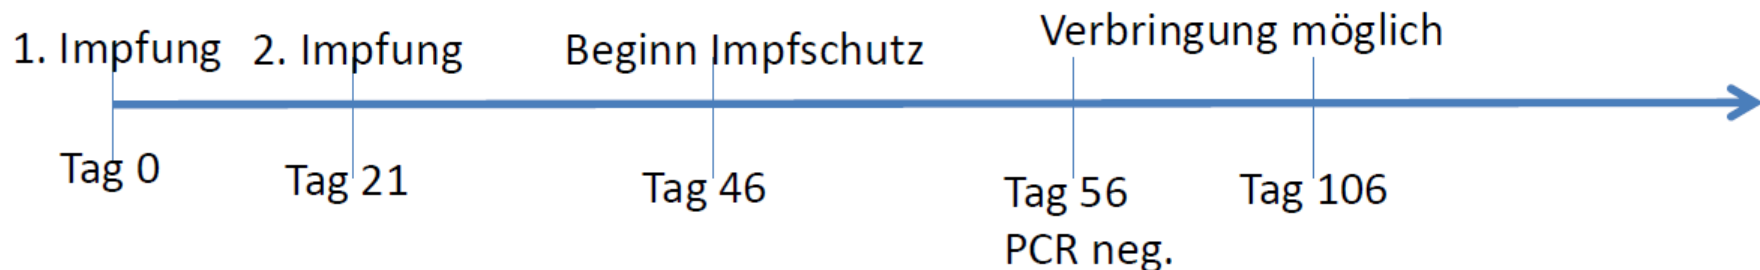 1. Impfung 2. Impfung Beginn Impfschutz Verbringung möglich
Tag 0 Tag 21 Tag 46 Tag 56 Tag 106
PCR neg.